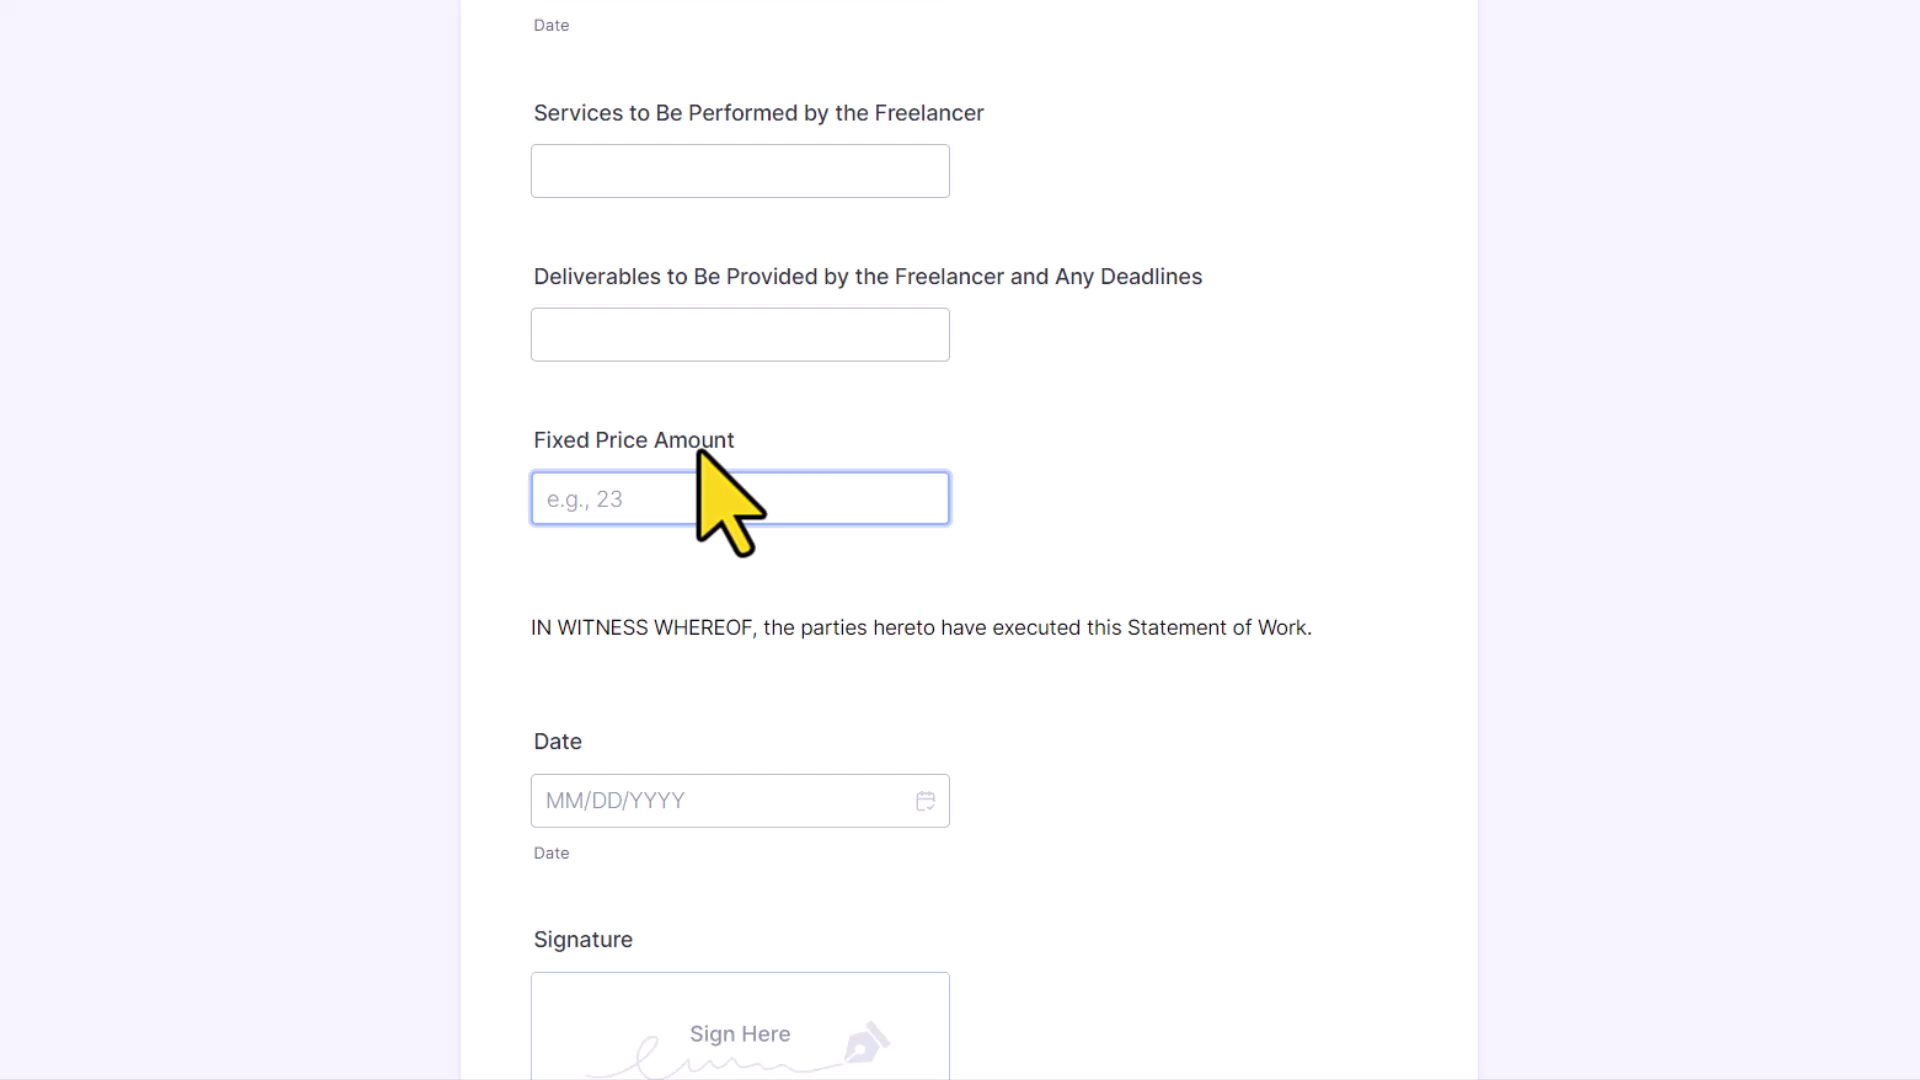 Date
Services to Be Performed by the Freelancer
Deliverables to Be Provided by the Freelancer and Any Deadlines
Fixed Price Amount
e.g., 23
IN WITNESS WHEREOF, the parties hereto have executed this Statement of Work.
Date
MM/DD/YYYY
Date
Signature
Sign Here